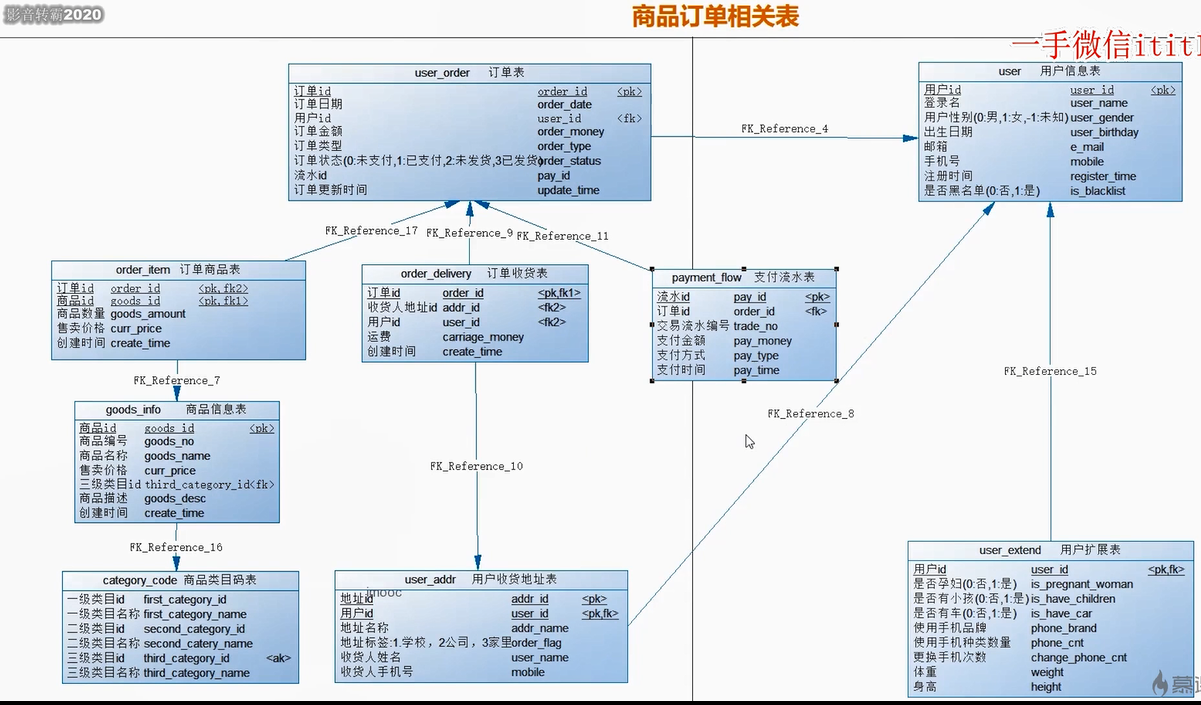 影音转霸2020
商品订单相关表
一手微信itit
user_order 订单表
订单id order_id <pk>
订单日期 order_date
用户id user_id <fk>
订单金额 order_money
订单类型 order_type
订单状态(0:未支付,1:已支付,2:未发货,3已发货) order_status
流水id pay_id
订单更新时间 update_time
FK_Reference_4
user 用户信息表
用户id user_id <pk>
登录名 user_name
用户性别(0:男,1:女,-1:未知) user_gender
出生日期 user_birthday
邮箱 e_mail
手机号 mobile
注册时间 register_time
是否黑名单(0:否,1:是) is_blacklist
FK_Reference_17
FK_Reference_9
FK_Reference_11
order_item 订单商品表
订单id order_id <pk,fk2>
商品id goods_id <pk,fk1>
商品数量 goods_amount
售卖价格 curr_price
创建时间 create_time
order_delivery 订单收货表
订单id order_id <pk,fk1>
收货人地址id addr_id <fk2>
用户id user_id <fk2>
运费 carriage_money
创建时间 create_time
payment_flow 支付流水表
流水id pay_id <pk>
订单id order_id <fk>
交易流水编号 trade_no
支付金额 pay_money
支付方式 pay_type
支付时间 pay_time
FK_Reference_7
FK_Reference_15
FK_Reference_8
goods_info 商品信息表
商品id goods_id <pk>
商品编号 goods_no
商品名称 goods_name
售卖价格 curr_price
三级类目id third_category_id <fk>
商品描述 goods_desc
创建时间 create_time
FK_Reference_10
FK_Reference_16
category_code 商品类目码表
一级类目id first_category_id
一级类目名称 first_category_name
二级类目id second_category_id
二级类目名称 second_catery_name
三级类目id third_category_id <ak>
三级类目名称 third_category_name
user_addr 用户收货地址表
imooc
地址id addr_id <pk>
用户id user_id <pk,fk>
地址名称 addr_name
地址标签:1.学校，2公司，3家里 order_flag
收货人姓名 user_name
收货人手机号 mobile
user_extend 用户扩展表
用户id user_id <pk,fk>
是否孕妇(0:否,1:是) is_pregnant_woman
是否有小孩(0:否,1:是) is_have_children
是否有车(0:否,1:是) is_have_car
使用手机品牌 phone_brand
使用手机种类数量 phone_cnt
更换手机次数 change_phone_cnt
体重 weight
身高 height
慕